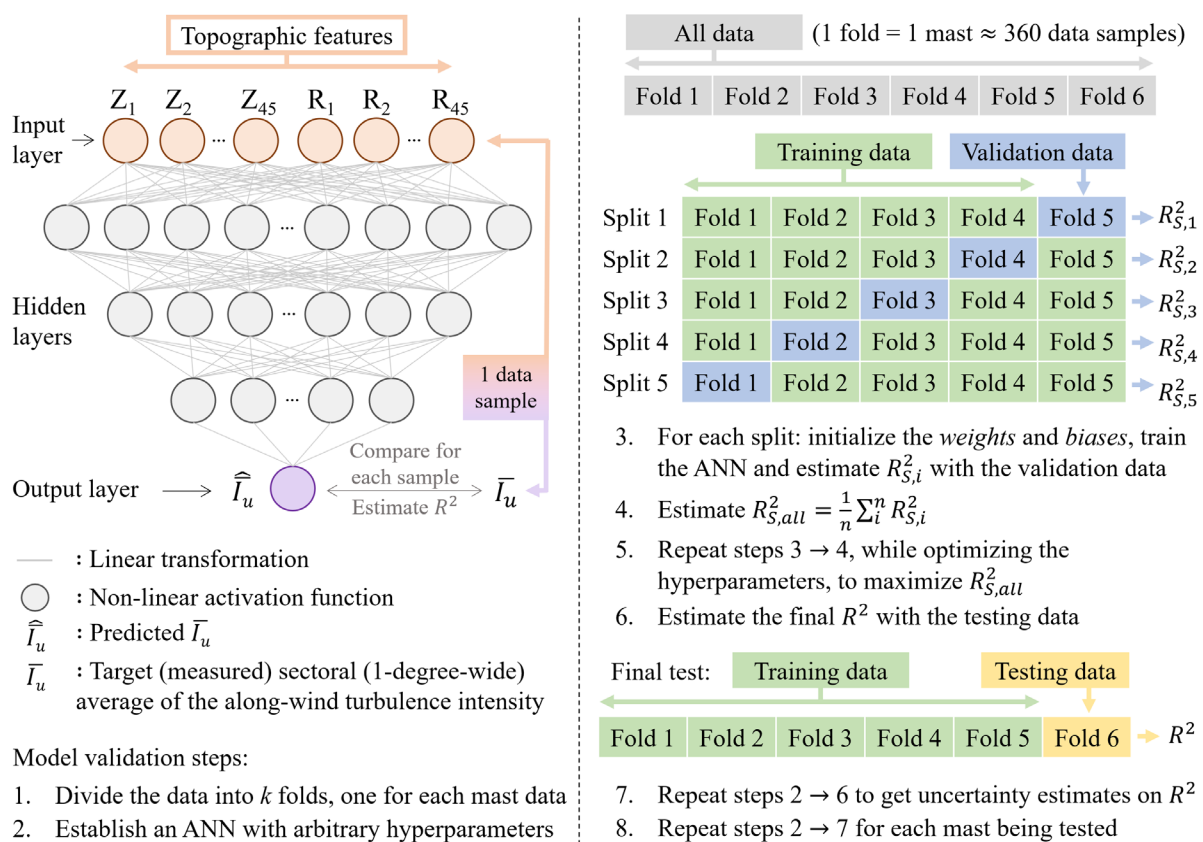 Topographic features
Z1 Z2 Z45 R1 R2 R45
Input
layer
...
...
...
Hidden
layers
...
...
1 data
sample
Output layer
Î̅u
Compare for
each sample
Estimate R²
I̅u
: Linear transformation
: Non-linear activation function
Î̅u : Predicted I̅u
I̅u : Target (measured) sectoral (1-degree-wide)
average of the along-wind turbulence intensity
Model validation steps:
1. Divide the data into k folds, one for each mast data
2. Establish an ANN with arbitrary hyperparameters
All data (1 fold = 1 mast ≈ 360 data samples)
Fold 1 Fold 2 Fold 3 Fold 4 Fold 5 Fold 6
Training data Validation data
Split 1 Fold 1 Fold 2 Fold 3 Fold 4 Fold 5 R²S,1
Split 2 Fold 1 Fold 2 Fold 3 Fold 4 Fold 5 R²S,2
Split 3 Fold 1 Fold 2 Fold 3 Fold 4 Fold 5 R²S,3
Split 4 Fold 1 Fold 2 Fold 3 Fold 4 Fold 5 R²S,4
Split 5 Fold 1 Fold 2 Fold 3 Fold 4 Fold 5 R²S,5
3. For each split: initialize the weights and biases, train
the ANN and estimate R²S,i with the validation data
4. Estimate R²S,all = 1/n ∑ⁿi R²S,i
5. Repeat steps 3 → 4, while optimizing the
hyperparameters, to maximize R²S,all
6. Estimate the final R² with the testing data
Final test: Training data Testing data
Fold 1 Fold 2 Fold 3 Fold 4 Fold 5 Fold 6 R²
7. Repeat steps 2 → 6 to get uncertainty estimates on R²
8. Repeat steps 2 → 7 for each mast being tested